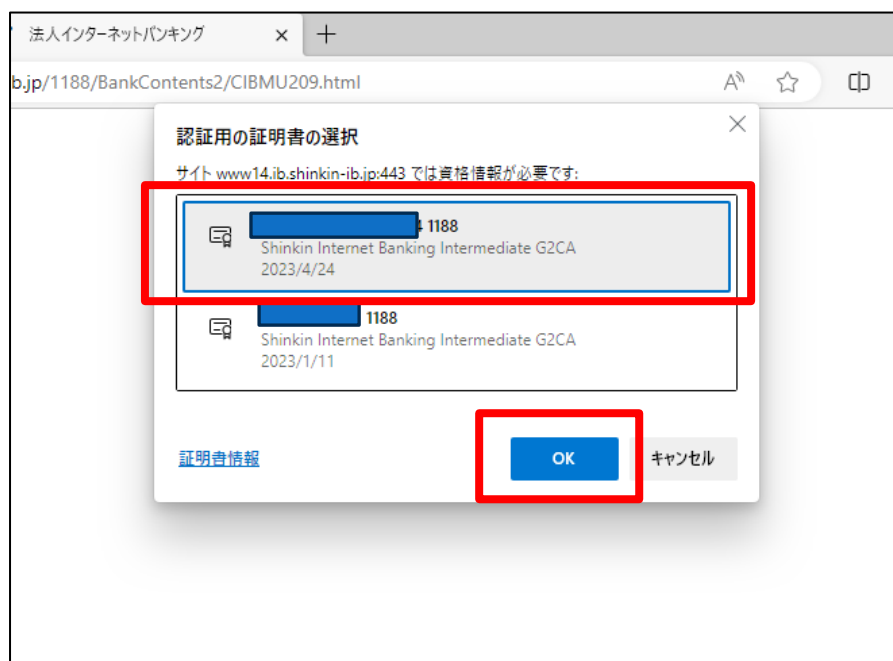 法人インターネットバンキング
b.jp/1188/BankContents2/CIBMU209.html
認証用の証明書の選択
サイト www14.ib.shinkin-ib.jp:443 では資格情報が必要です:
1188
Shinkin Internet Banking Intermediate G2CA
2023/4/24
1188
Shinkin Internet Banking Intermediate G2CA
2023/1/11
証明書情報
OK
キャンセル